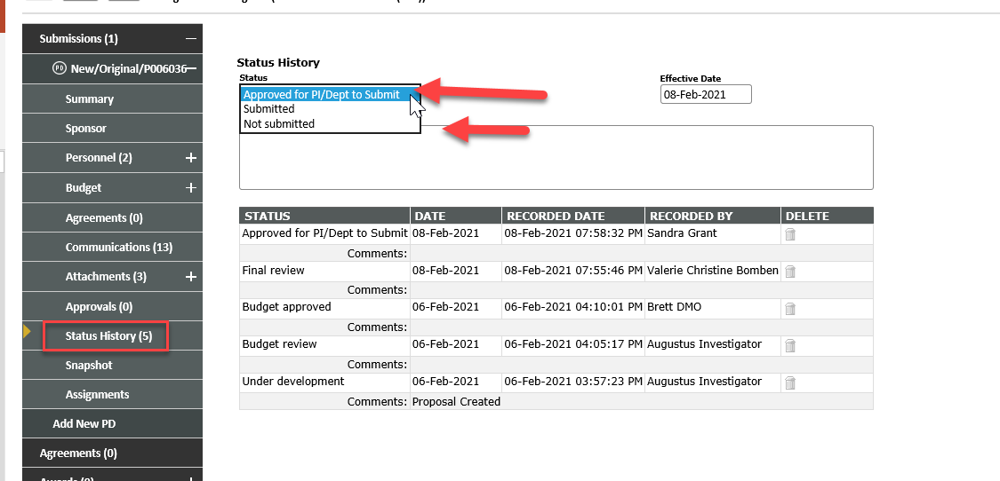 Submissions (1)
PD New/Original/P006036
Summary
Sponsor
Personnel (2)
Budget
Agreements (0)
Communications (13)
Attachments (3)
Approvals (0)
Status History (5)
Snapshot
Assignments
Add New PD
Agreements (0)
Status History
Status
Effective Date
Approved for PI/Dept to Submit
08-Feb-2021
Submitted
Not submitted
STATUS DATE RECORDED DATE RECORDED BY DELETE
Approved for PI/Dept to Submit 08-Feb-2021 08-Feb-2021 07:58:32 PM Sandra Grant
Comments:
Final review 08-Feb-2021 08-Feb-2021 07:55:46 PM Valerie Christine Bomben
Comments:
Budget approved 06-Feb-2021 06-Feb-2021 04:10:01 PM Brett DMO
Comments:
Budget review 06-Feb-2021 06-Feb-2021 04:05:17 PM Augustus Investigator
Comments:
Under development 06-Feb-2021 06-Feb-2021 03:57:23 PM Augustus Investigator
Comments: Proposal Created